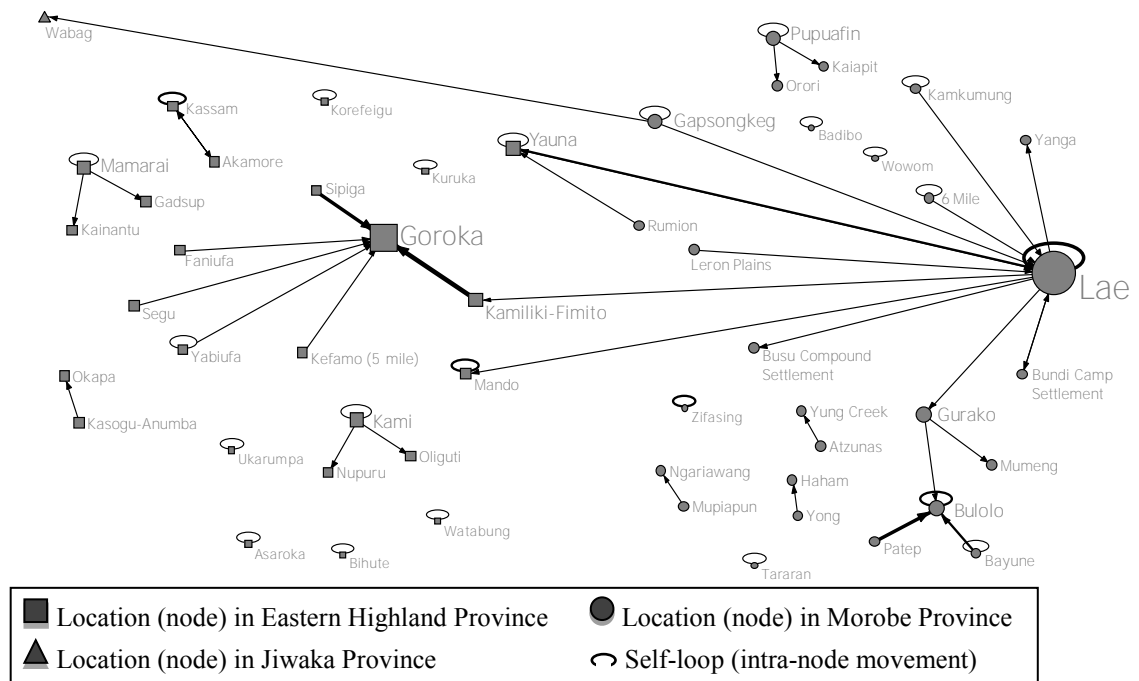 Wabag
Pupuafin
Kaiapit
Orori
Kassam
Korefeigu
Gapsongkeg
Kamkumung
Badibo
Yanga
Yauna
Wowom
Akamore
Mamarai
Kuruka
Sipiga
6 Mile
Gadsup
Kainantu
Goroka
Rumion
Faniufa
Leron Plains
Lae
Segu
Kamiliki-Fimito
Yabiufa
Kefamo (5 mile)
Busu Compound
Settlement
Okapa
Mando
Bundi Camp
Settlement
Kasogu-Anumba
Kami
Zifasing
Yung Creek
Gurako
Atzunas
Ukarumpa
Oliguti
Nupuru
Ngariawang
Haham
Mumeng
Mupiapun
Yong
Bulolo
Watabung
Patep
Asaroka
Bihute
Bayune
Tararan
Location (node) in Eastern Highland Province
Location (node) in Morobe Province
Location (node) in Jiwaka Province
Self-loop (intra-node movement)